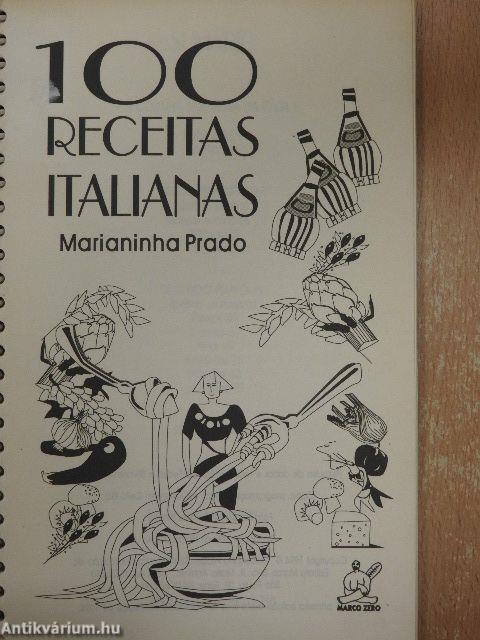 100
RECEITAS
ITALIANAS
Marianinha Prado
MARCO ZERO
Antikvárium.hu